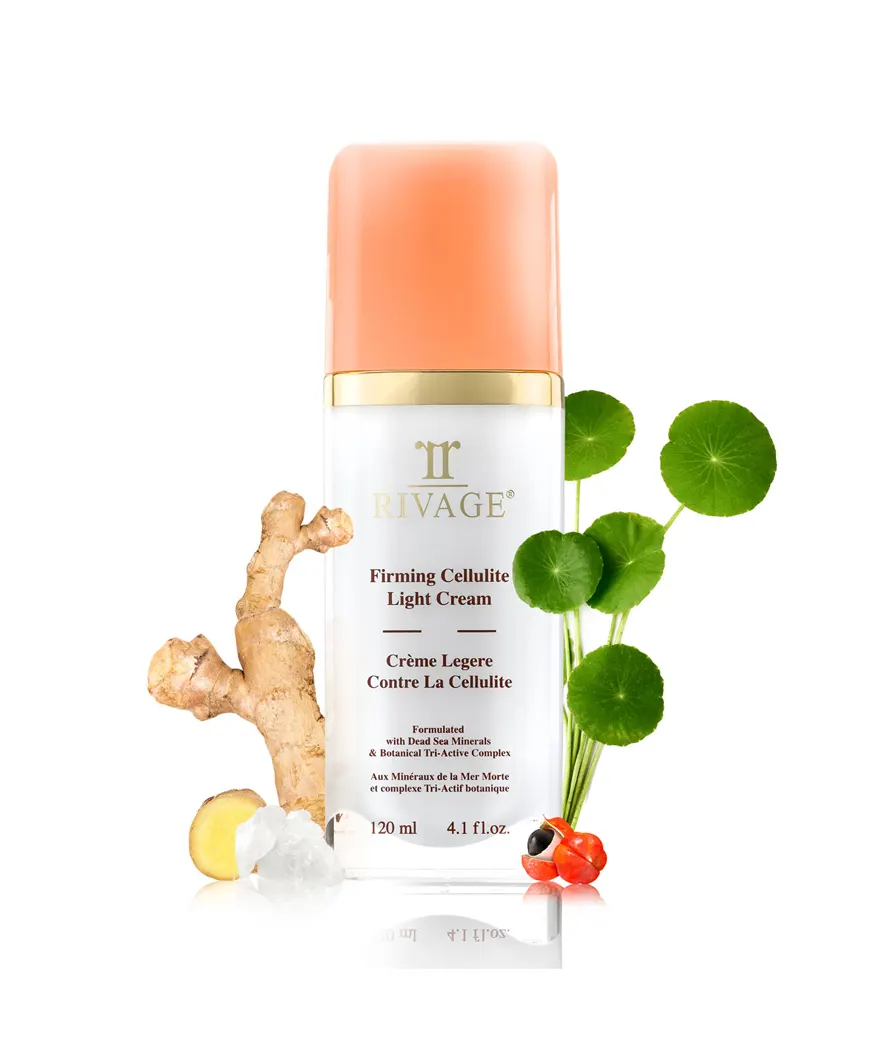 RIVAGE®
Firming Cellulite
Light Cream
Crème Legere
Contre La Cellulite
Formulated
with Dead Sea Minerals
& Botanical Tri-Active Complex
Aux Minéraux de la Mer Morte
et complexe Tri-Actif botanique
120 ml 4.1 fl.oz.